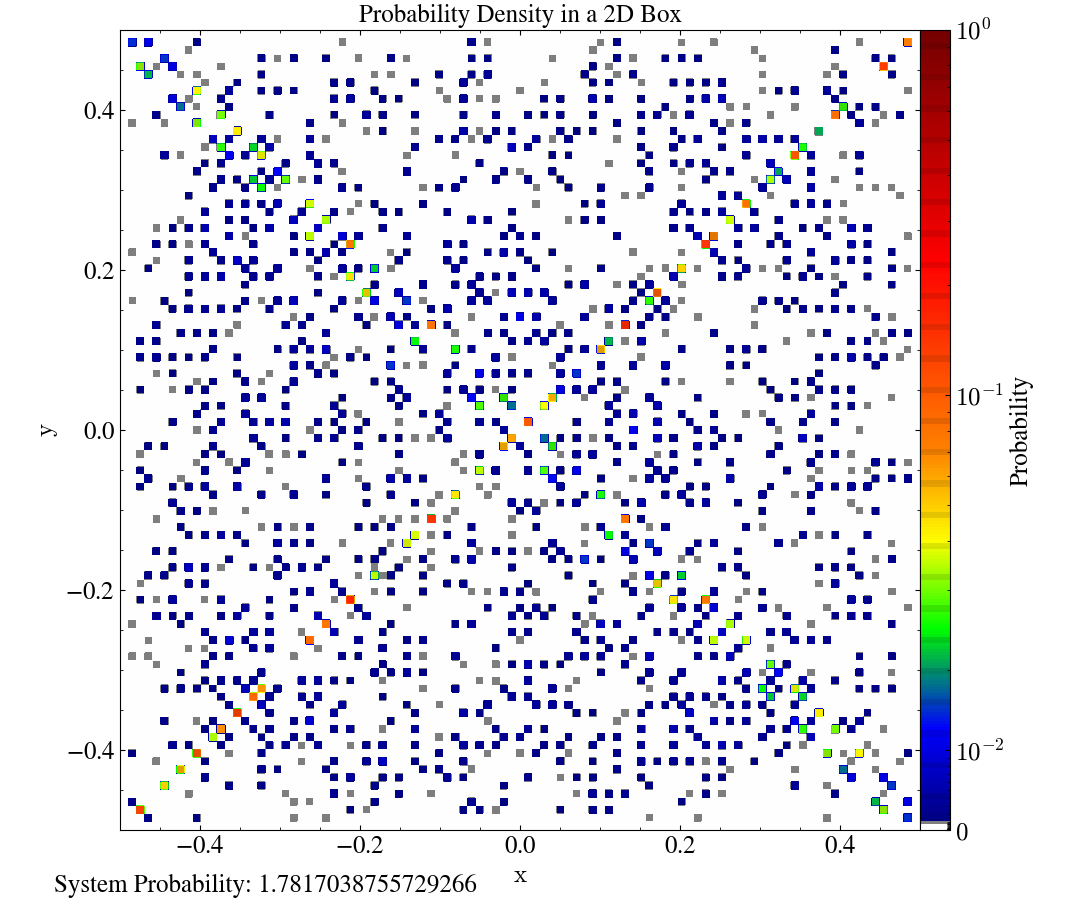 Probability Density in a 2D Box
10⁰
10⁻¹
10⁻²
0
Probability
y
0.4
0.2
0.0
−0.2
−0.4
−0.4 −0.2 0.0 0.2 0.4
x
System Probability: 1.7817038755729266